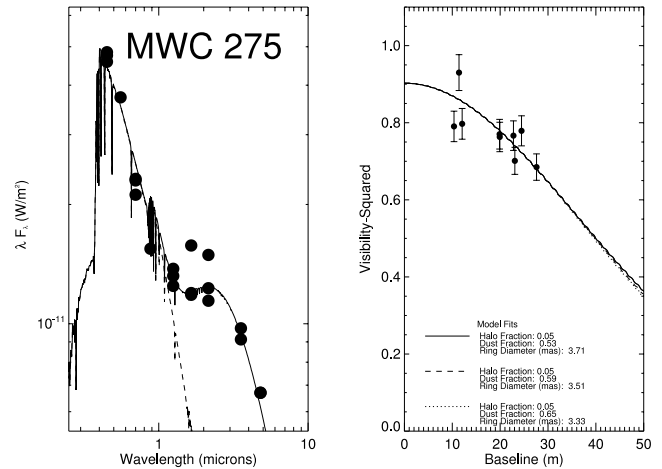 MWC 275
λ Fλ (W/m²)
10⁻¹¹
1
10
Wavelength (microns)
Visibility-Squared
1.0
0.8
0.6
0.4
0.2
0.0
Model Fits
Halo Fraction: 0.05
Dust Fraction: 0.53
Ring Diameter (mas): 3.71
Halo Fraction: 0.05
Dust Fraction: 0.59
Ring Diameter (mas): 3.51
Halo Fraction: 0.05
Dust Fraction: 0.65
Ring Diameter (mas): 3.33
0
10
20
30
40
50
Baseline (m)